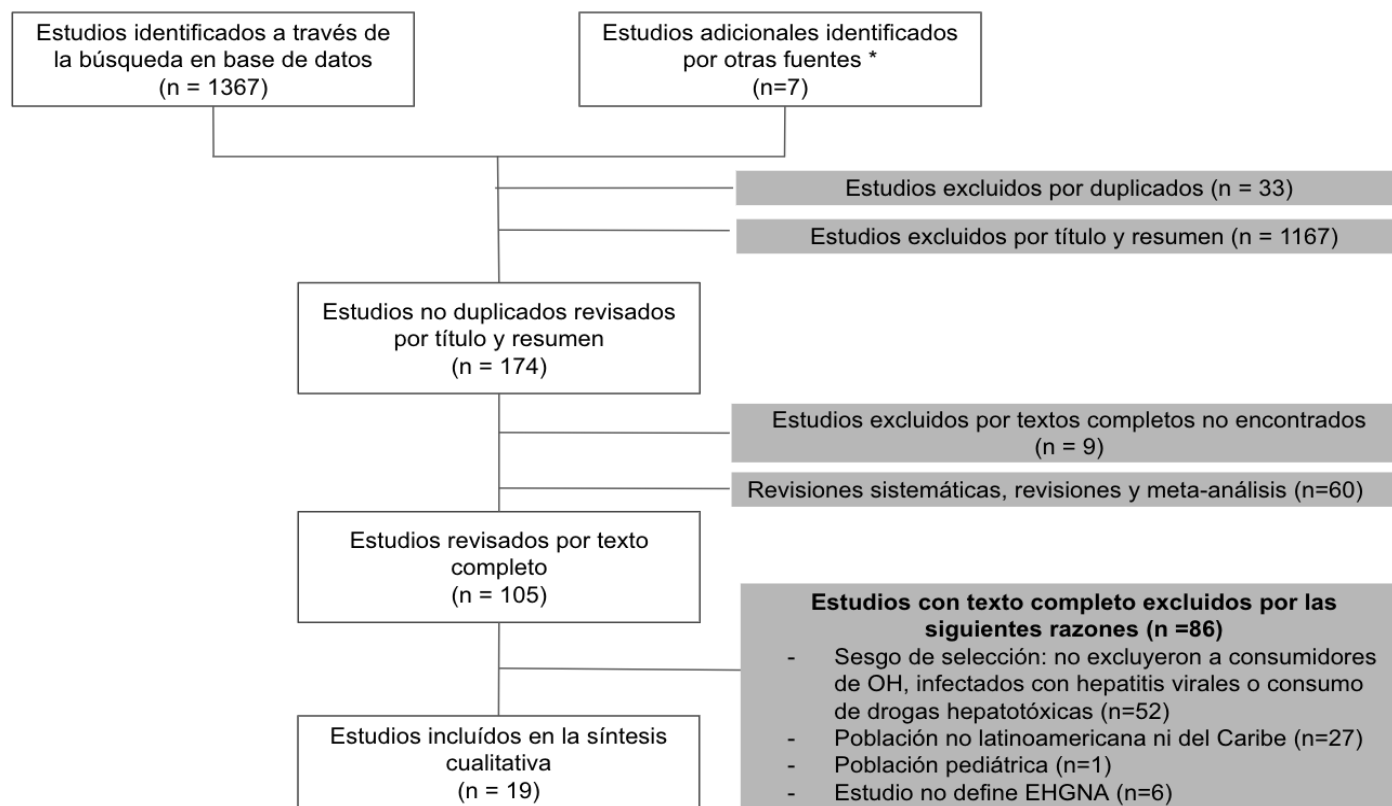 Estudios identificados a través de
la búsqueda en base de datos
(n = 1367)
Estudios adicionales identificados
por otras fuentes *
(n=7)
Estudios excluidos por duplicados (n = 33)
Estudios excluidos por título y resumen (n = 1167)
Estudios no duplicados revisados
por título y resumen
(n = 174)
Estudios excluidos por textos completos no encontrados
(n = 9)
Revisiones sistemáticas, revisiones y meta-análisis (n=60)
Estudios revisados por texto
completo
(n = 105)
Estudios con texto completo excluidos por las
siguientes razones (n =86)
- Sesgo de selección: no excluyeron a consumidores
de OH, infectados con hepatitis virales o consumo
de drogas hepatotóxicas (n=52)
- Población no latinoamericana ni del Caribe (n=27)
- Población pediátrica (n=1)
- Estudio no define EHGNA (n=6)
Estudios incluídos en la síntesis
cualitativa
(n = 19)